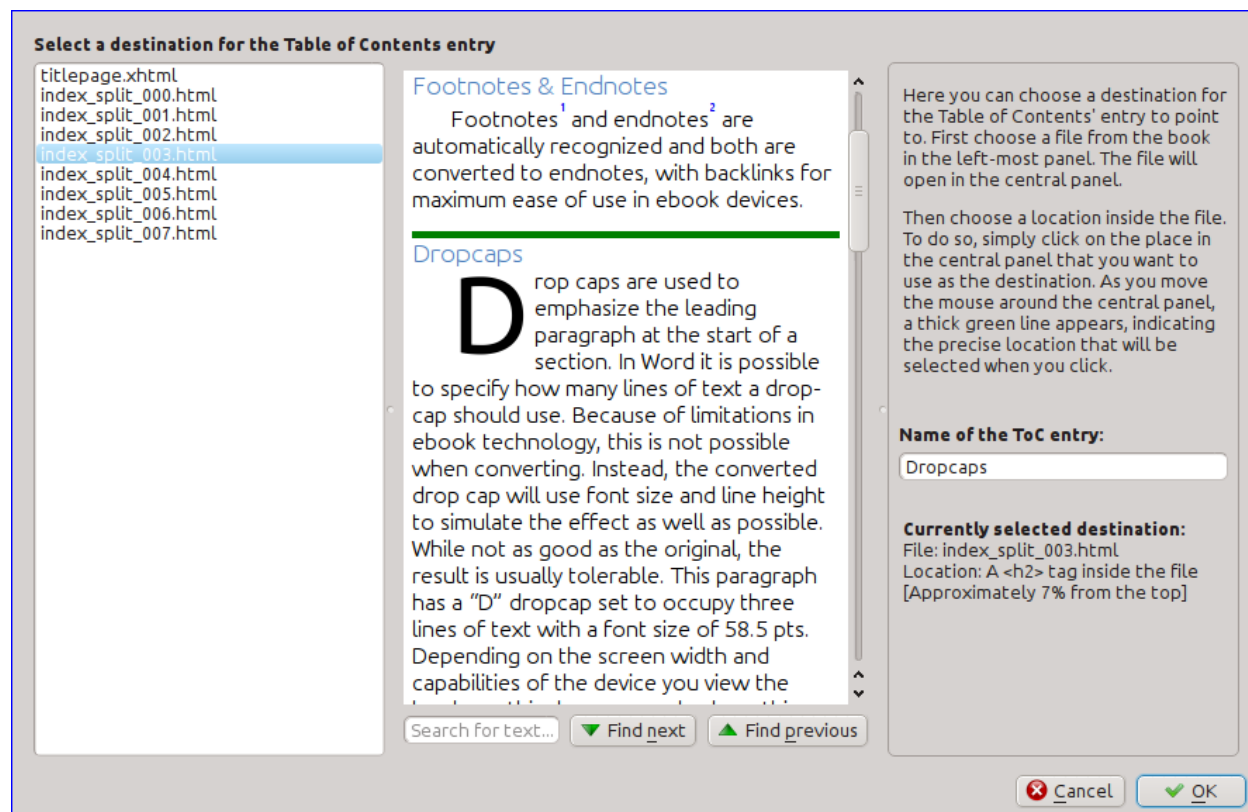 Select a destination for the Table of Contents entry
titlepage.xhtml
index_split_000.html
index_split_001.html
index_split_002.html
index_split_003.html
index_split_004.html
index_split_005.html
index_split_006.html
index_split_007.html
Footnotes & Endnotes
Footnotes1 and endnotes2 are
automatically recognized and both are
converted to endnotes, with backlinks for
maximum ease of use in ebook devices.
Dropcaps
Drop caps are used to
emphasize the leading
paragraph at the start of a
section. In Word it is possible
to specify how many lines of text a drop-
cap should use. Because of limitations in
ebook technology, this is not possible
when converting. Instead, the converted
drop cap will use font size and line height
to simulate the effect as well as possible.
While not as good as the original, the
result is usually tolerable. This paragraph
has a “D” dropcap set to occupy three
lines of text with a font size of 58.5 pts.
Depending on the screen width and
capabilities of the device you view the
Search for text...
Find next
Find previous
Here you can choose a destination for
the Table of Contents' entry to point
to. First choose a file from the book
in the left-most panel. The file will
open in the central panel.
Then choose a location inside the file.
To do so, simply click on the place in
the central panel that you want to
use as the destination. As you move
the mouse around the central panel,
a thick green line appears, indicating
the precise location that will be
selected when you click.
Name of the ToC entry:
Dropcaps
Currently selected destination:
File: index_split_003.html
Location: A <h2> tag inside the file
[Approximately 7% from the top]
Cancel
OK